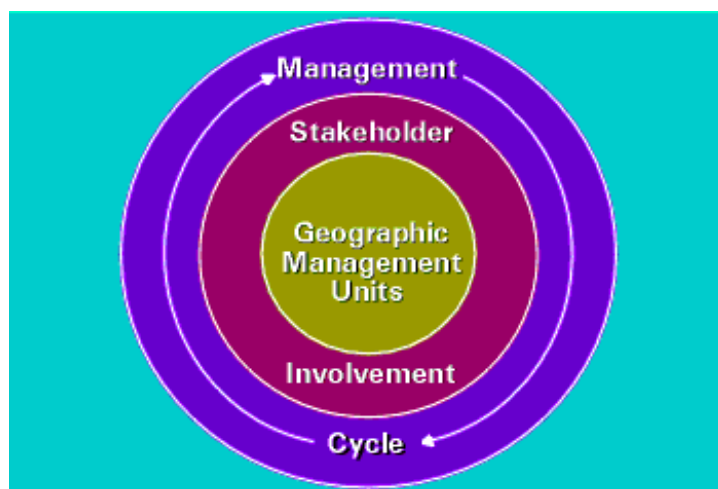 Management
Stakeholder
Geographic
Management
Units
Involvement
Cycle